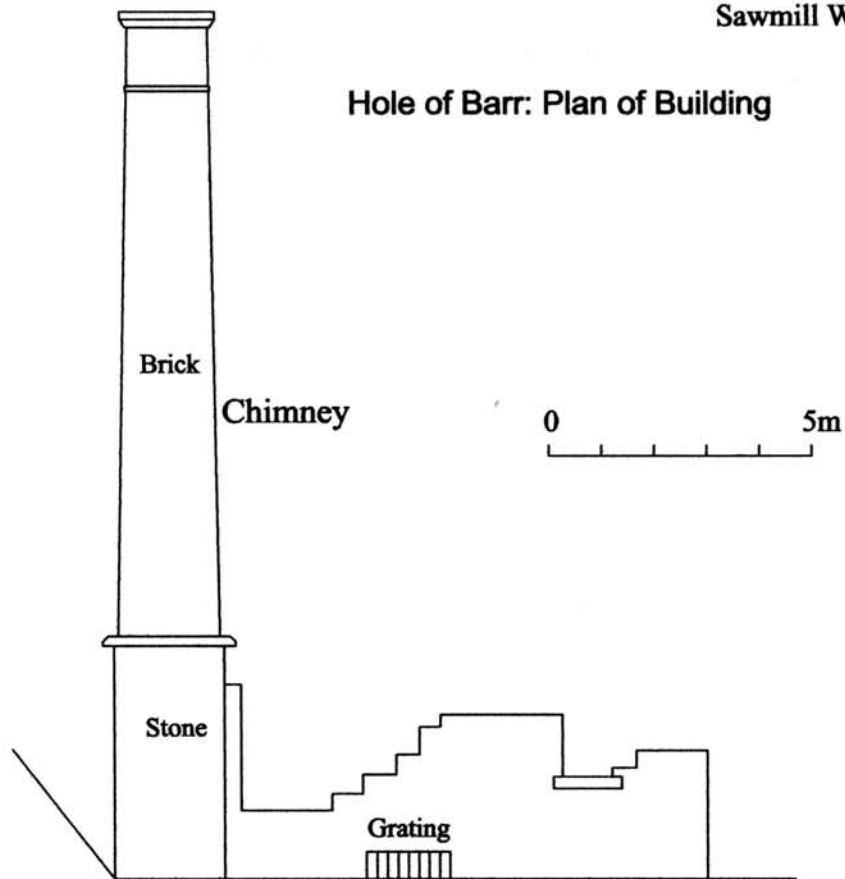 Sawmill W
Hole of Barr: Plan of Building
Brick
Chimney
0 5m
Stone
Grating